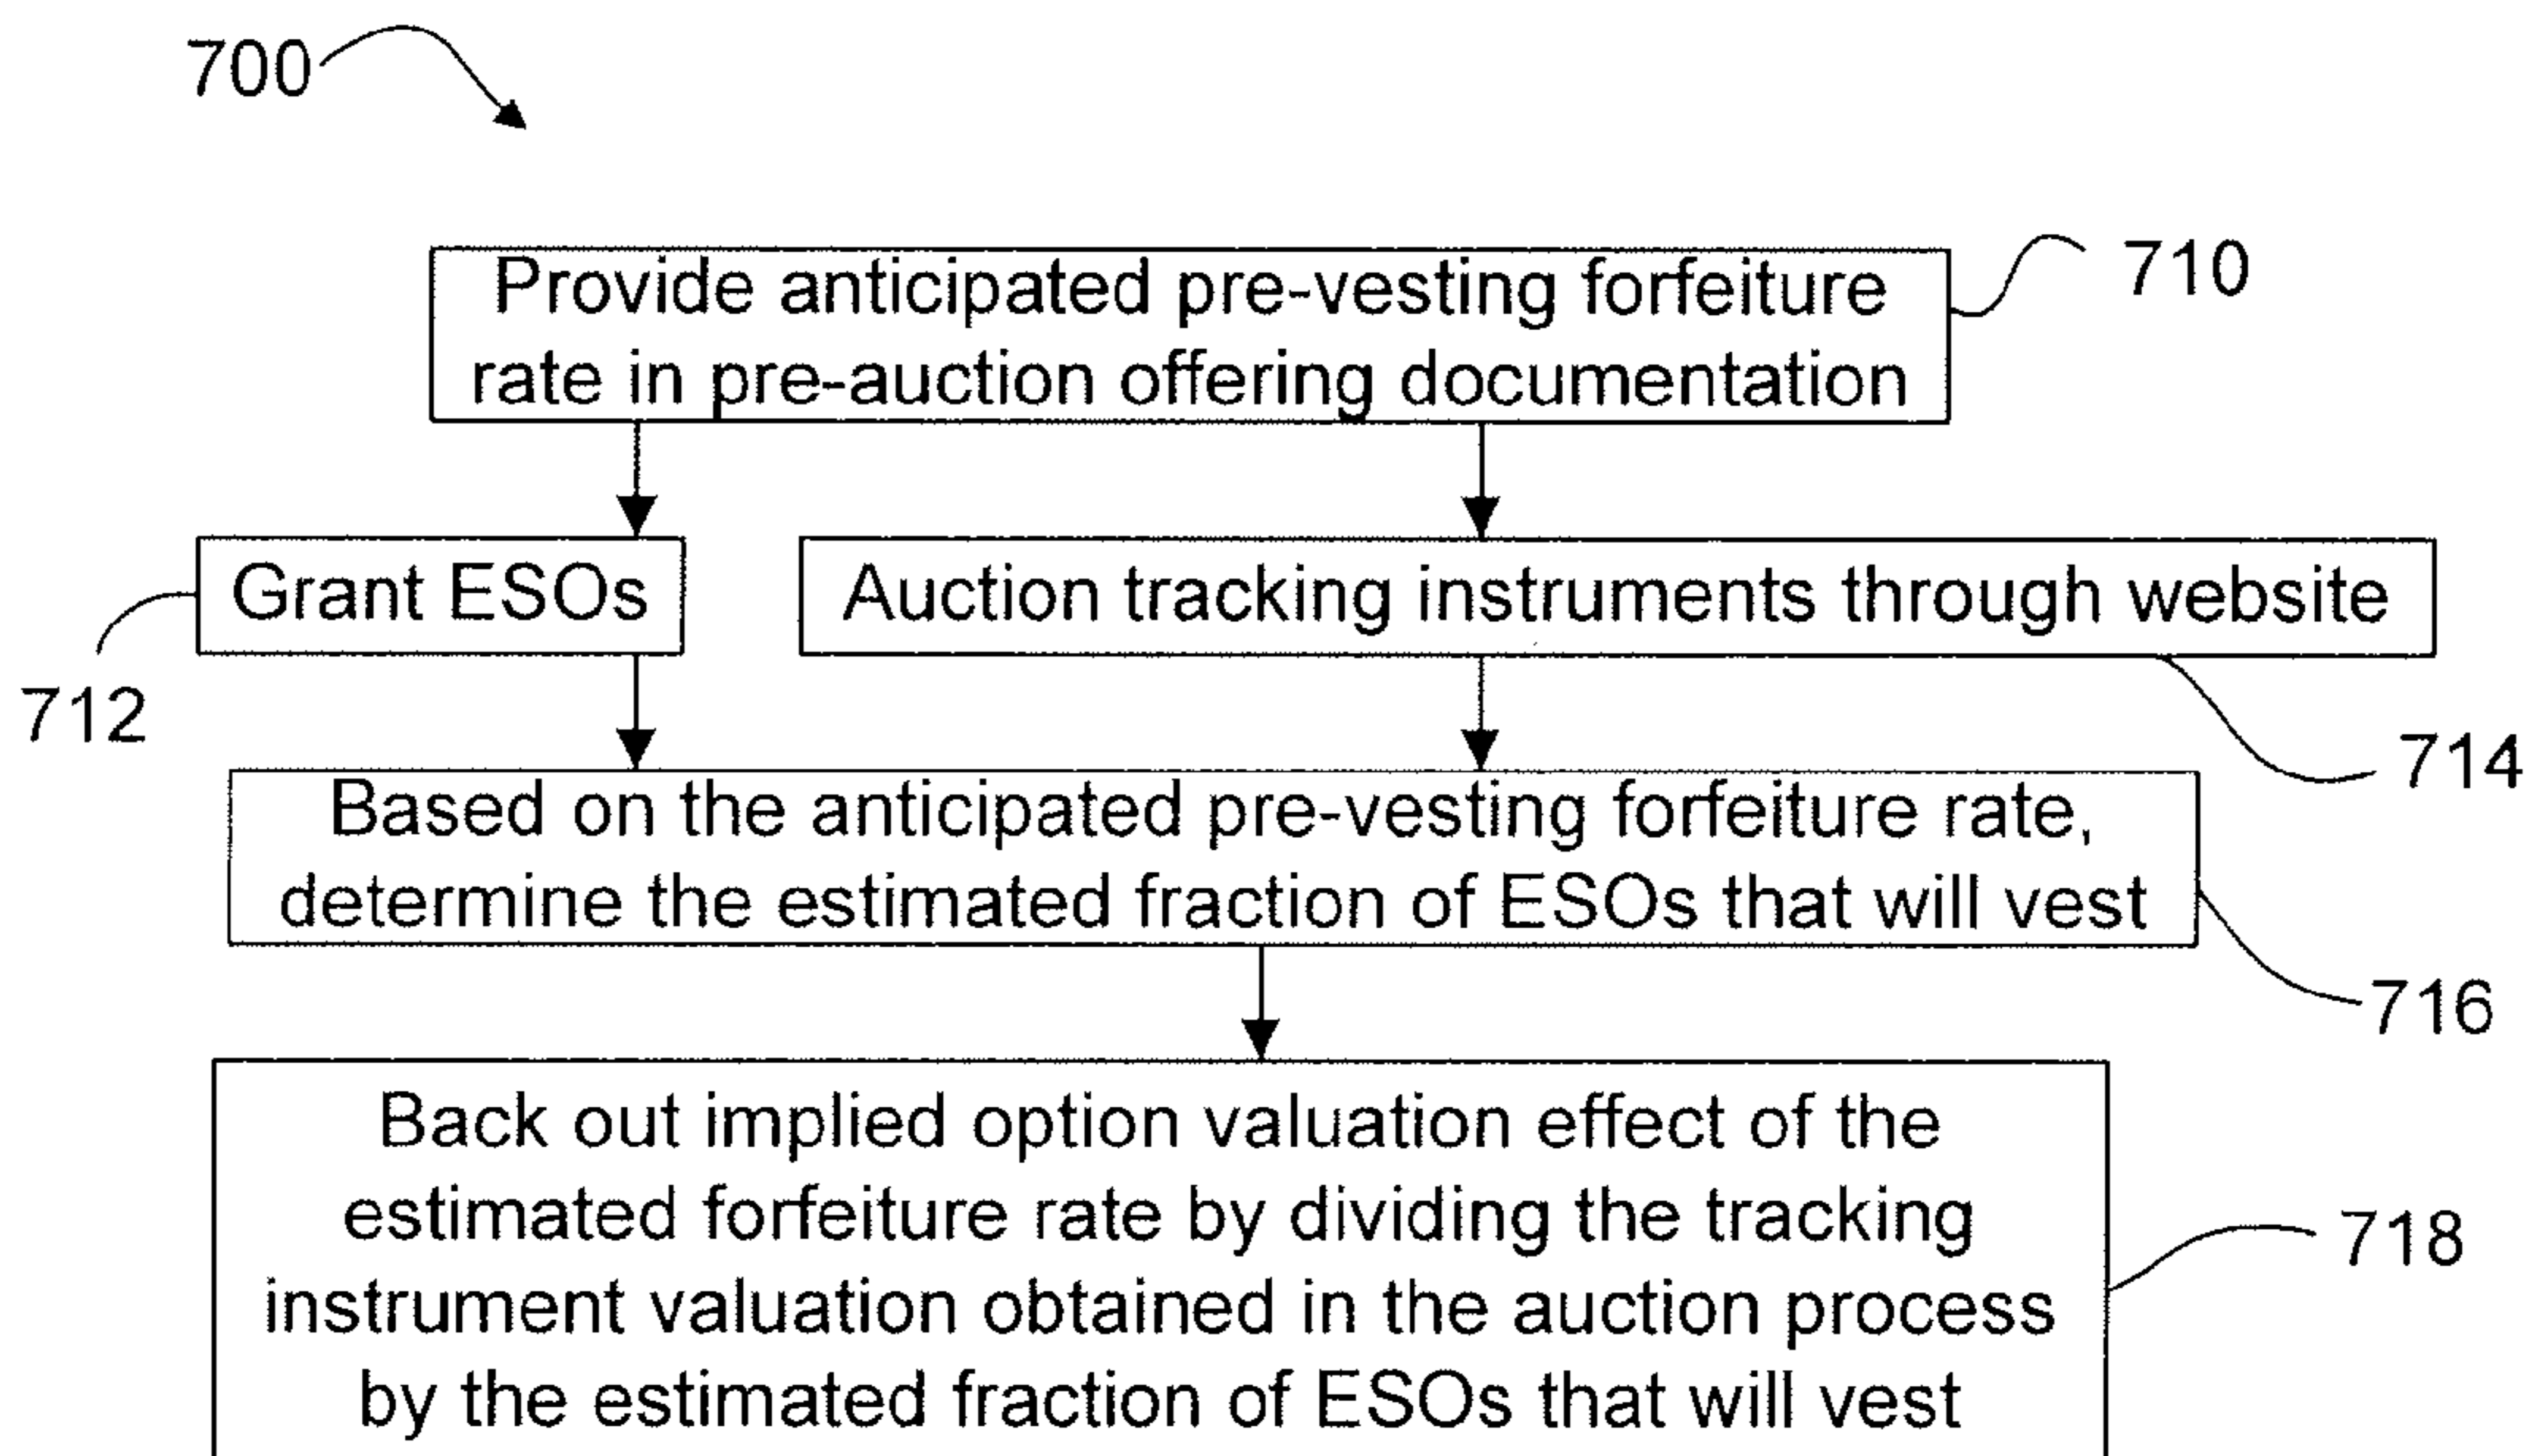 700
Provide anticipated pre-vesting forfeiture
rate in pre-auction offering documentation
710
Grant ESOs
Auction tracking instruments through website
712
714
Based on the anticipated pre-vesting forfeiture rate,
determine the estimated fraction of ESOs that will vest
716
Back out implied option valuation effect of the
estimated forfeiture rate by dividing the tracking
instrument valuation obtained in the auction process
by the estimated fraction of ESOs that will vest
718